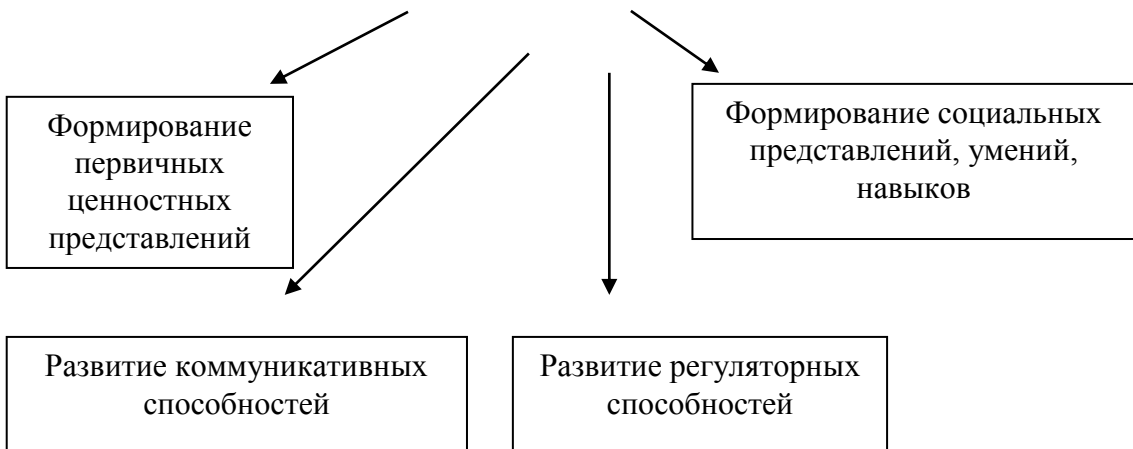 Формирование
первичных
ценностных
представлений
Формирование социальных
представлений, умений,
навыков
Развитие коммуникативных
способностей
Развитие регуляторных
способностей